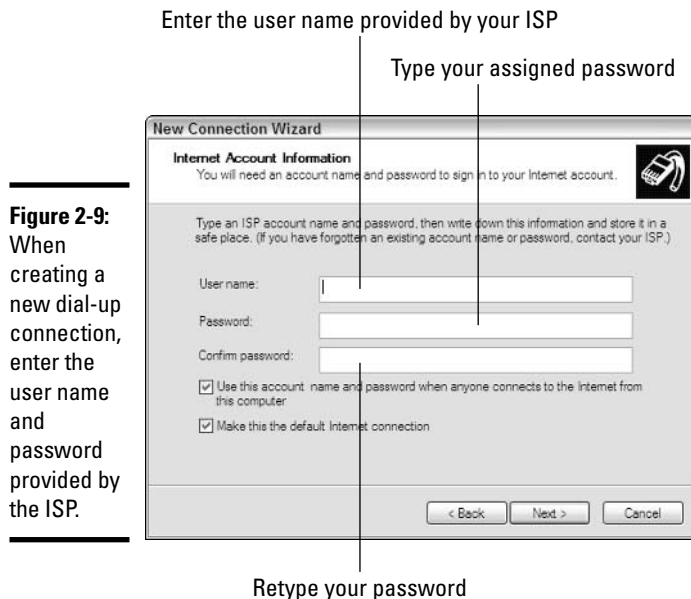 Enter the user name provided by your ISP
Type your assigned password
New Connection Wizard
Internet Account Information
You will need an account name and password to sign in to your Internet account.
Figure 2-9:
When
creating a
new dial-up
connection,
enter the
user name
and
password
provided by
the ISP.
Type an ISP account name and password, then write down this information and store it in a
safe place. (If you have forgotten an existing account name or password, contact your ISP.)
User name:
Password:
Confirm password:
Use this account name and password when anyone connects to the Internet from
this computer
Make this the default Internet connection
< Back
Next >
Cancel
Retype your password